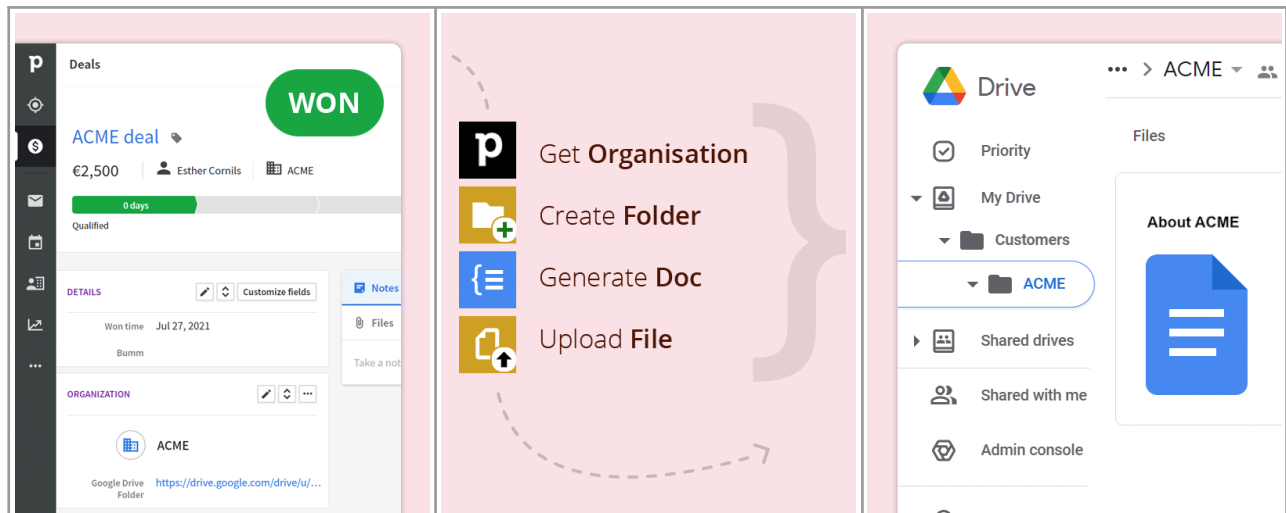 p
Deals
WON
ACME deal
€2,500
Esther Cornils
ACME
0 days
Qualified
DETAILS
Customize fields
Notes
Won time Jul 27, 2021
Files
Bumm
Take a not
ORGANIZATION
ACME
Google Drive https://drive.google.com/drive/u/...
Folder
p
Get Organisation
Create Folder
Generate Doc
Upload File
Drive
... > ACME
Priority
Files
My Drive
Customers
About ACME
ACME
Shared drives
Shared with me
Admin console